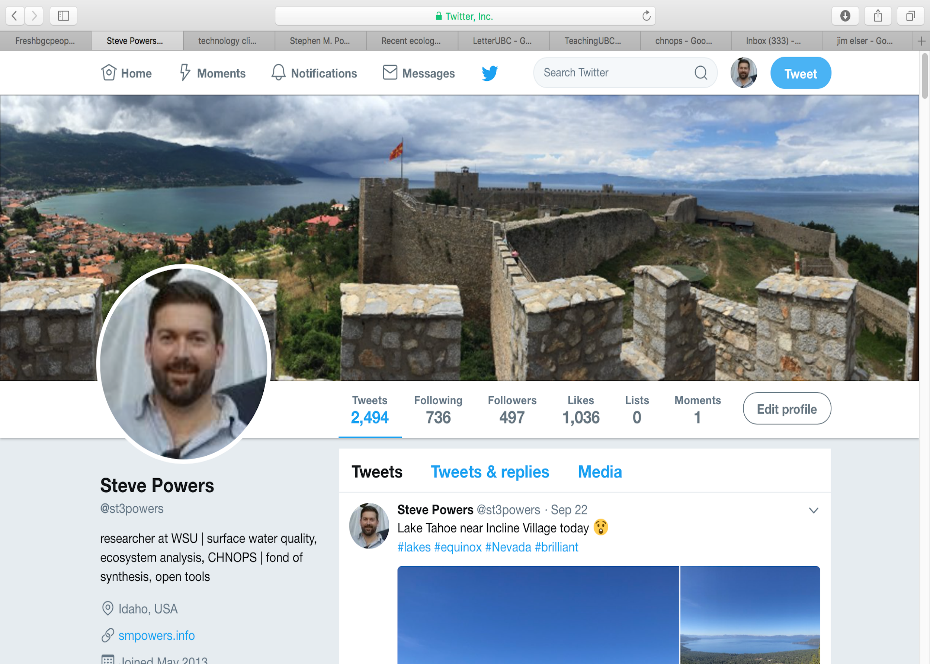 Twitter, Inc.
Freshbgcpeop... Steve Powers... technology cli... Stephen M. Po... Recent ecolog... LetterUBC - G... TeachingUBC... chnops - Goo... Inbox (333) -... jim elser - Go...
Home Moments Notifications Messages Search Twitter Tweet
Tweets Following Followers Likes Lists Moments
2,494 736 497 1,036 0 1
Edit profile
Steve Powers
@st3powers
researcher at WSU | surface water quality,
ecosystem analysis, CHNOPS | fond of
synthesis, open tools
Idaho, USA
smpowers.info
Joined May 2013
Tweets Tweets & replies Media
Steve Powers @st3powers · Sep 22
Lake Tahoe near Incline Village today 😲
#lakes #equinox #Nevada #brilliant